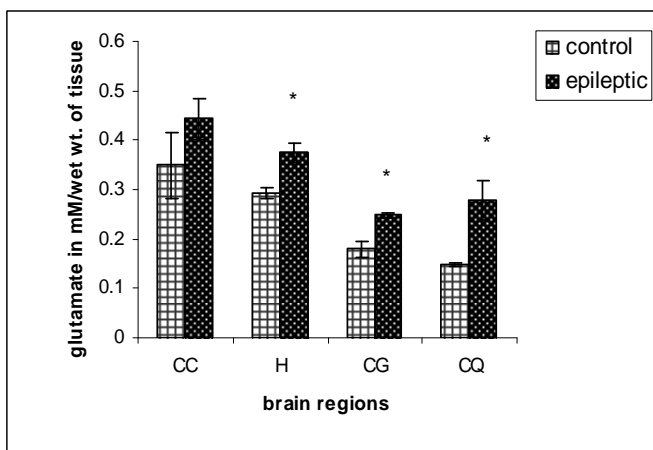 glutamate in mM/wet wt. of tissue
0.6
0.5
0.4
0.3
0.2
0.1
0
*
*
*
CC H CG CQ
brain regions
control
epileptic